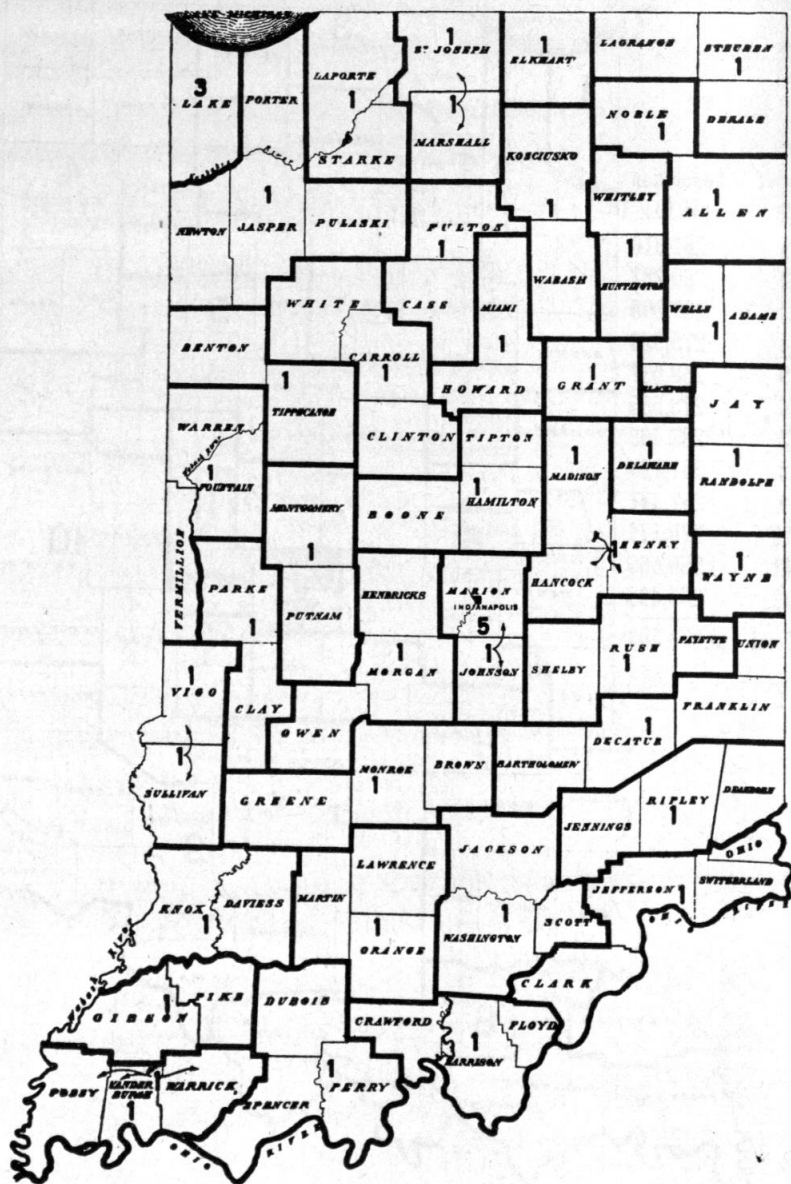 LAKE MICHIGAN
1
ST JOSEPH
1
ELKHART
LAGRANGE
STEUBEN
1
LAPORTE
1
3
LAKE
PORTER
1
MARSHALL
NOBLE
1
DEKALB
STARKE
KOSCIUSKO
1
WHITLEY
1
ALLEN
NEWTON
1
JASPER
PULASKI
FULTON
1
1
HUNTINGTON
WABASH
WHITE
CASS
MIAMI
1
WELLS
1
ADAMS
BENTON
CARROLL
1
1
TIPPECANOE
HOWARD
1
GRANT
BLACKFORD
JAY
WARREN
CLINTON
TIPTON
1
MADISON
DELAWARE
1
RANDOLPH
1
FOUNTAIN
MONTGOMERY
1
BOONE
1
HAMILTON
HENRY
VERMILLION
PARKE
1
PUTNAM
HENDRICKS
MARION
INDIANAPOLIS
5
HANCOCK
1
WAYNE
1
MORGAN
1
JOHNSON
SHELBY
RUSH
1
FAYETTE
UNION
1
VIGO
CLAY
OWEN
FRANKLIN
1
DECATUR
1
SULLIVAN
GREENE
MONROE
1
BROWN
BARTHOLOMEW
RIPLEY
1
DEARBORN
JENNINGS
JACKSON
OHIO
LAWRENCE
KNOX
1
DAVIESS
MARTIN
1
ORANGE
1
WASHINGTON
SCOTT
JEFFERSON
1
SWITZERLAND
OHIO RIVER
CLARK
1
GIBSON
PIKE
DUBOIS
CRAWFORD
1
HARRISON
FLOYD
POSEY
VANDER
BURGH
1
WARRICK
SPENCER
1
PERRY
OHIO RIVER